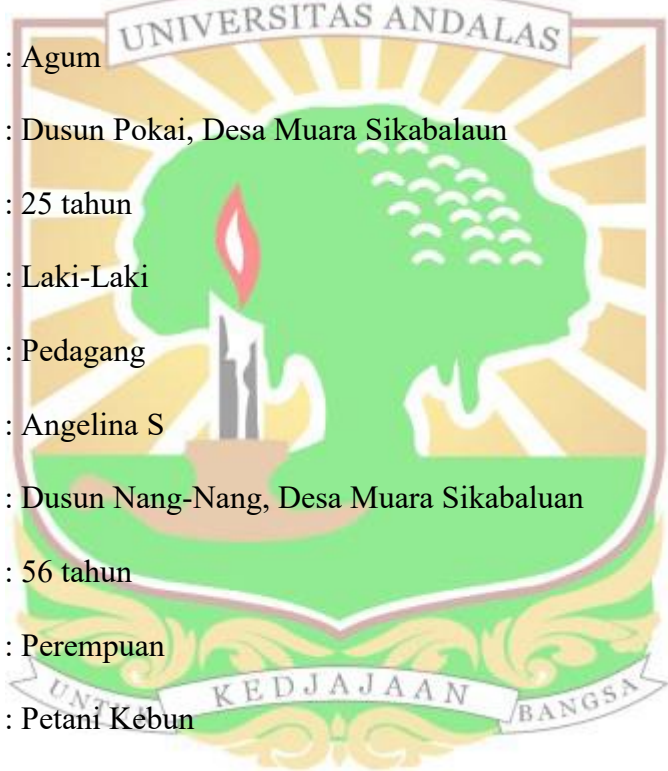 UNIVERSITAS ANDALAS
: Agum
: Dusun Pokai, Desa Muara Sikabalaun
: 25 tahun
: Laki-Laki
: Pedagang
: Angelina S
: Dusun Nang-Nang, Desa Muara Sikabaluan
: 56 tahun
: Perempuan
UNTUK KEDJAJAAN BANGSA
: Petani Kebun